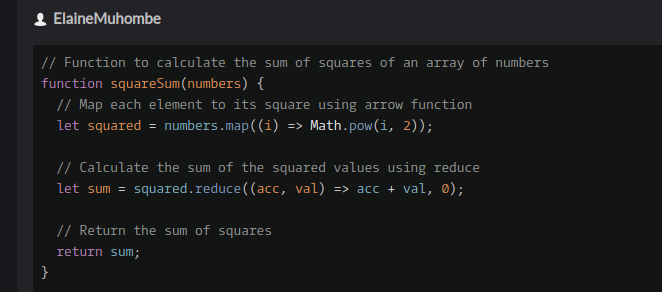 ElaineMuhombe
// Function to calculate the sum of squares of an array of numbers
function squareSum(numbers) {
  // Map each element to its square using arrow function
  let squared = numbers.map((i) => Math.pow(i, 2));

  // Calculate the sum of the squared values using reduce
  let sum = squared.reduce((acc, val) => acc + val, 0);

  // Return the sum of squares
  return sum;
}